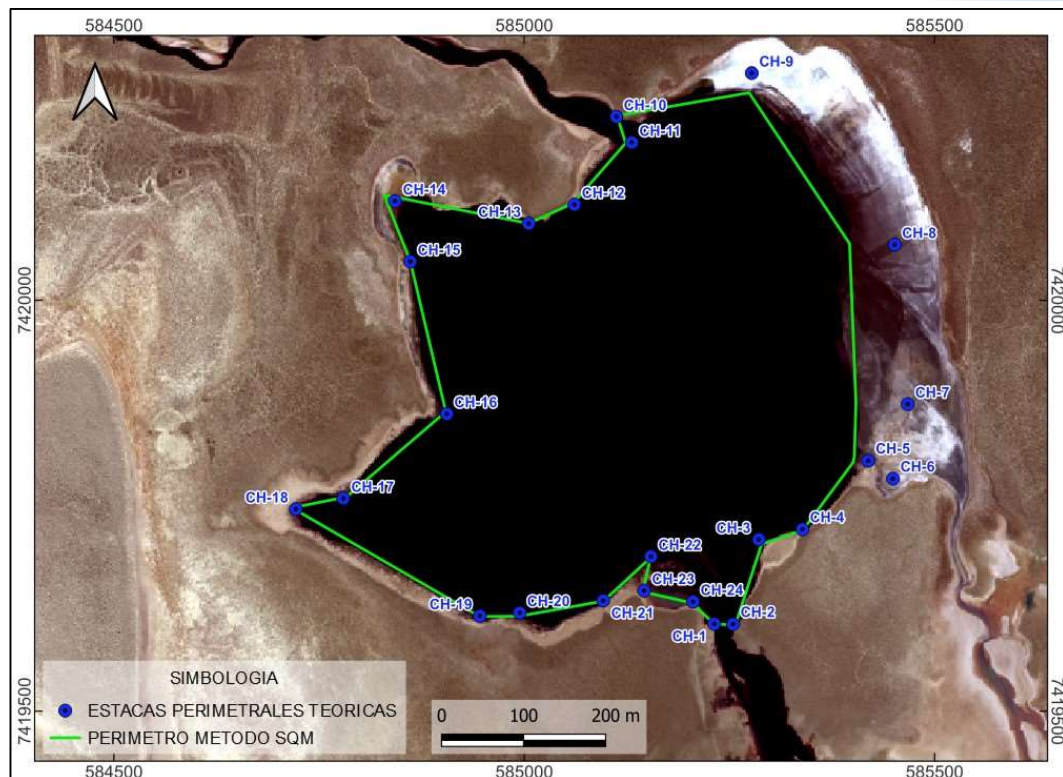 584500 585000 585500
CH-9
CH-10
CH-11
CH-14
CH-12
CH-13
CH-8
CH-15
7420000 7420000
CH-7
CH-16
CH-5
CH-6
CH-17
CH-18
CH-4
CH-3
CH-22
CH-23
CH-24
CH-20
CH-19
CH-21
CH-2
CH-1
SIMBOLOGIA
ESTACAS PERIMETRALES TEORICAS
PERIMETRO METODO SQM
0 100 200 m
7419500 7419500
584500 585000 585500